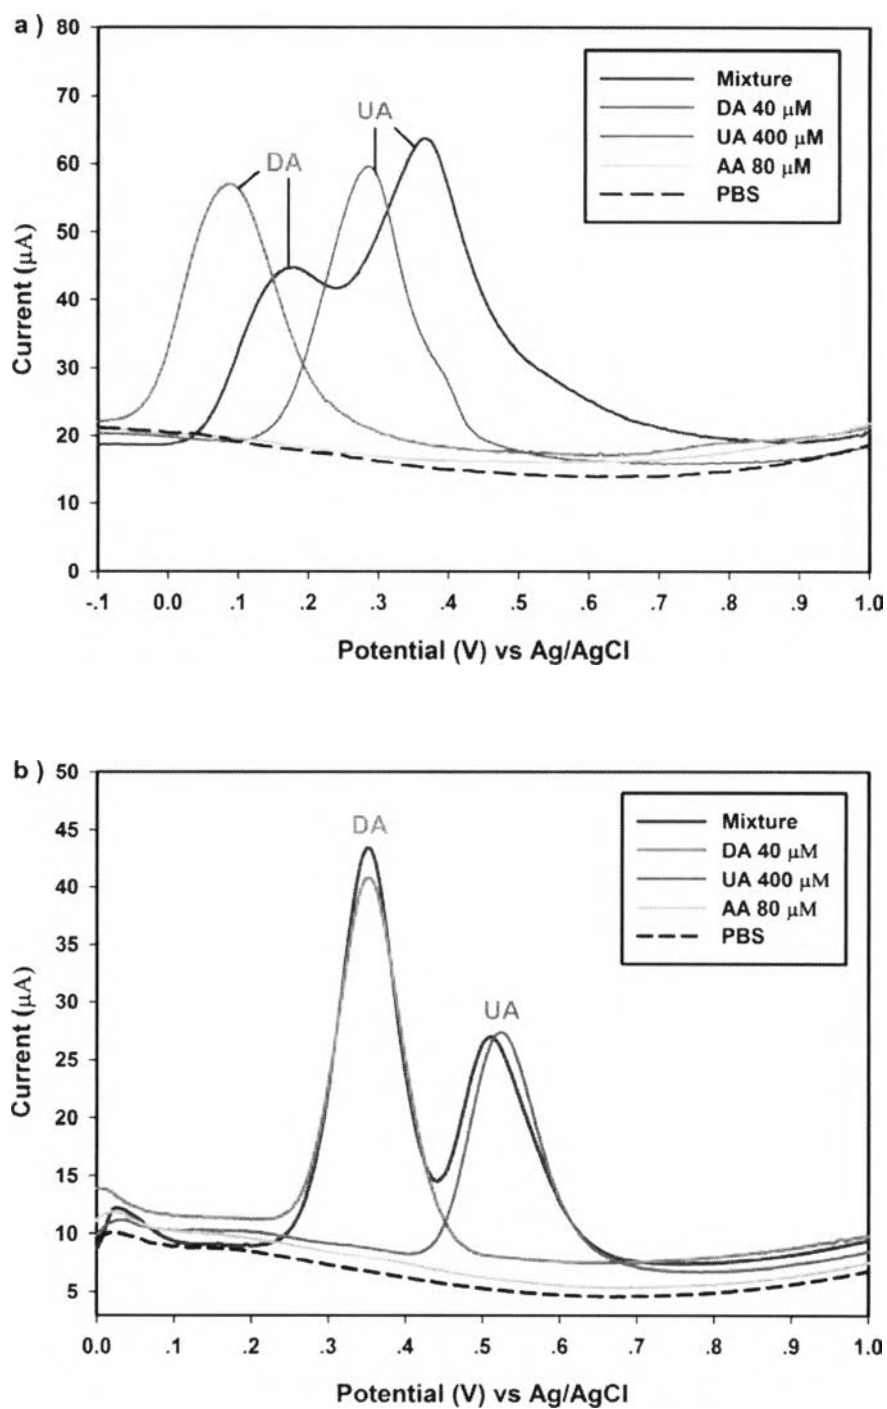 a )
80
70
60
50
40
30
20
10
0
Current (μA)
DA
UA
Mixture
DA 40 μM
UA 400 μM
AA 80 μM
PBS
-.1 0.0 .1 .2 .3 .4 .5 .6 .7 .8 .9 1.0
Potential (V) vs Ag/AgCl
b )
50
45
40
35
30
25
20
15
10
5
Current (μA)
DA
UA
Mixture
DA 40 μM
UA 400 μM
AA 80 μM
PBS
0.0 .1 .2 .3 .4 .5 .6 .7 .8 .9 1.0
Potential (V) vs Ag/AgCl